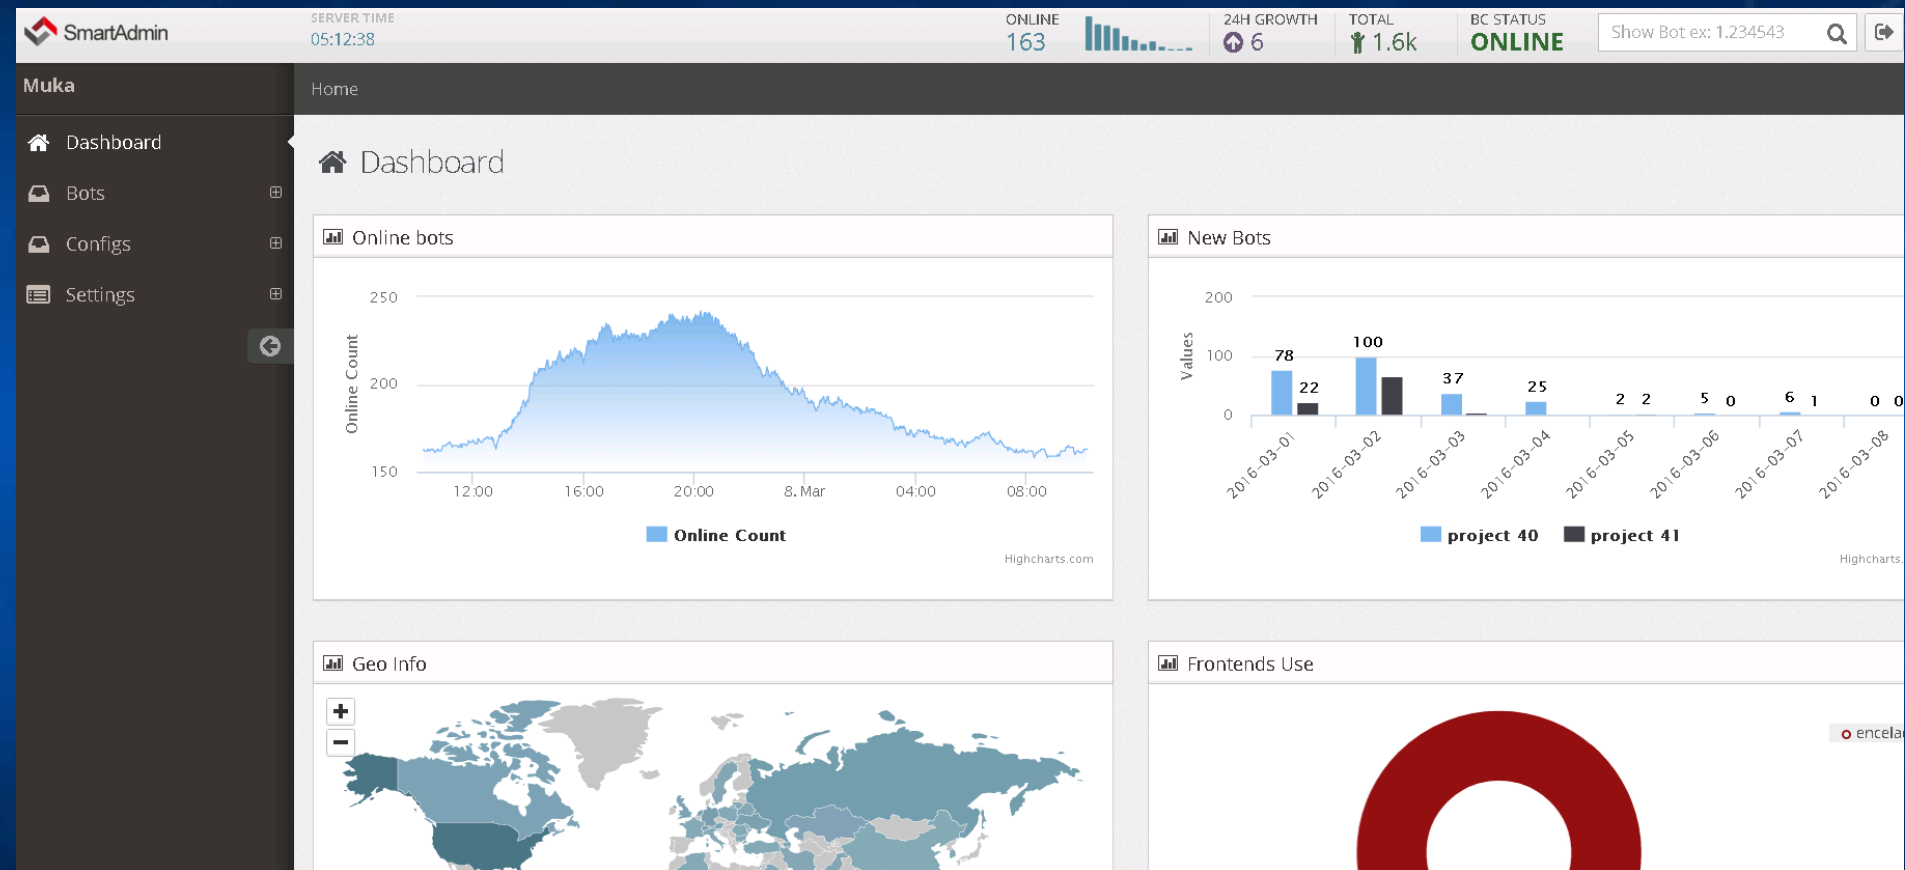 SmartAdmin
SERVER TIME
05:12:38
ONLINE
163
24H GROWTH
6
TOTAL
1.6k
BC STATUS
ONLINE
Show Bot ex: 1.234543
Muka
Home
Dashboard
Bots
Configs
Settings
Dashboard
Online bots
250
200
150
Online Count
12:00 16:00 20:00 8. Mar 04:00 08:00
Online Count
Highcharts.com
New Bots
200
100
0
Values
78 22 100 37 25 2 2 5 0 6 1 0 0
2016-03-01 2016-03-02 2016-03-03 2016-03-04 2016-03-05 2016-03-06 2016-03-07 2016-03-08
project 40 project 41
Highcharts.
Geo Info
+
−
Frontends Use
encela